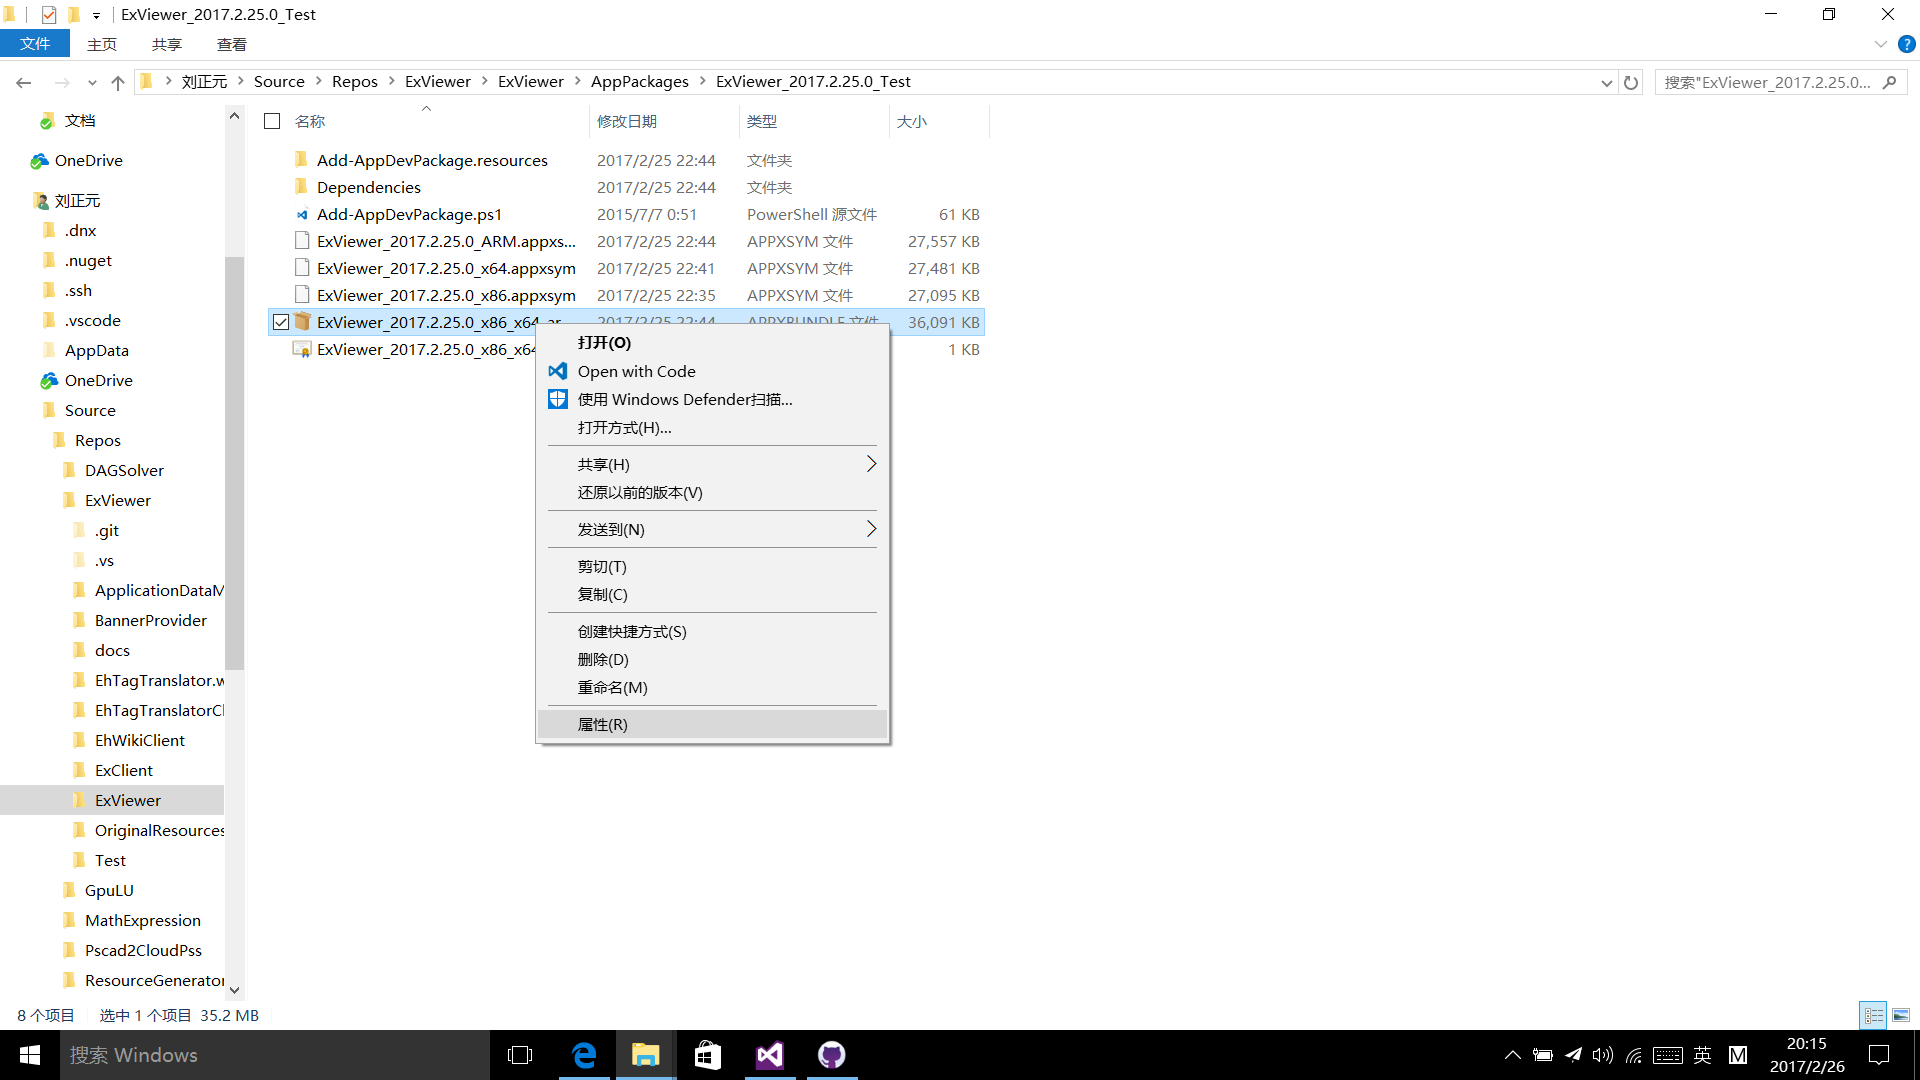 ExViewer_2017.2.25.0_Test
文件 主页 共享 查看
刘正元 Source Repos ExViewer ExViewer AppPackages ExViewer_2017.2.25.0_Test
搜索"ExViewer_2017.2.25.0...
文档
OneDrive
刘正元
.dnx
.nuget
.ssh
.vscode
AppData
OneDrive
Source
Repos
DAGSolver
ExViewer
.git
.vs
ApplicationDataM
BannerProvider
docs
EhTagTranslator.w
EhTagTranslatorCl
EhWikiClient
ExClient
ExViewer
OriginalResources
Test
GpuLU
MathExpression
Pscad2CloudPss
ResourceGenerator
名称 修改日期 类型 大小
Add-AppDevPackage.resources 2017/2/25 22:44 文件夹
Dependencies 2017/2/25 22:44 文件夹
Add-AppDevPackage.ps1 2015/7/7 0:51 PowerShell 源文件 61 KB
ExViewer_2017.2.25.0_ARM.appxs... 2017/2/25 22:44 APPXSYM 文件 27,557 KB
ExViewer_2017.2.25.0_x64.appxsym 2017/2/25 22:41 APPXSYM 文件 27,481 KB
ExViewer_2017.2.25.0_x86.appxsym 2017/2/25 22:35 APPXSYM 文件 27,095 KB
ExViewer_2017.2.25.0_x86_x64_ar 2017/2/25 22:44 APPXBUNDLE 文件 36,091 KB
ExViewer_2017.2.25.0_x86_x64 1 KB
打开(O)
Open with Code
使用 Windows Defender扫描...
打开方式(H)...
共享(H)
还原以前的版本(V)
发送到(N)
剪切(T)
复制(C)
创建快捷方式(S)
删除(D)
重命名(M)
属性(R)
8 个项目 选中 1 个项目 35.2 MB
搜索 Windows
英 M
20:15
2017/2/26